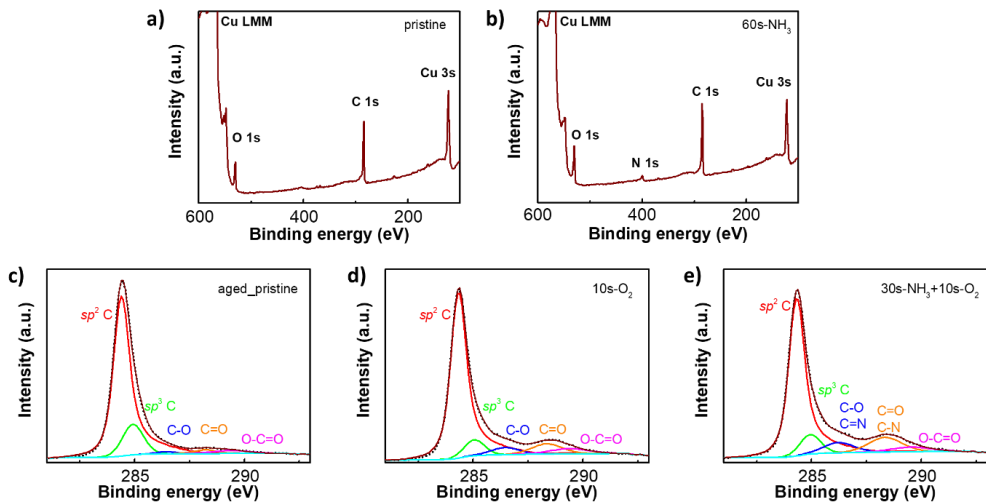 a)
Cu LMM
pristine
Cu 3s
C 1s
O 1s
Intensity (a.u.)
600
400
200
Binding energy (eV)
b)
Cu LMM
60s-NH₃
Cu 3s
C 1s
O 1s
N 1s
Intensity (a.u.)
600
400
200
Binding energy (eV)
c)
aged_pristine
sp² C
sp³ C
C-O
C=O
O-C=O
Intensity (a.u.)
285
290
Binding energy (eV)
d)
10s-O₂
sp² C
sp³ C
C-O
C=O
O-C=O
Intensity (a.u.)
285
290
Binding energy (eV)
e)
30s-NH₃+10s-O₂
sp² C
sp³ C
C-O
C=N
C=O
C-N
O-C=O
Intensity (a.u.)
285
290
Binding energy (eV)